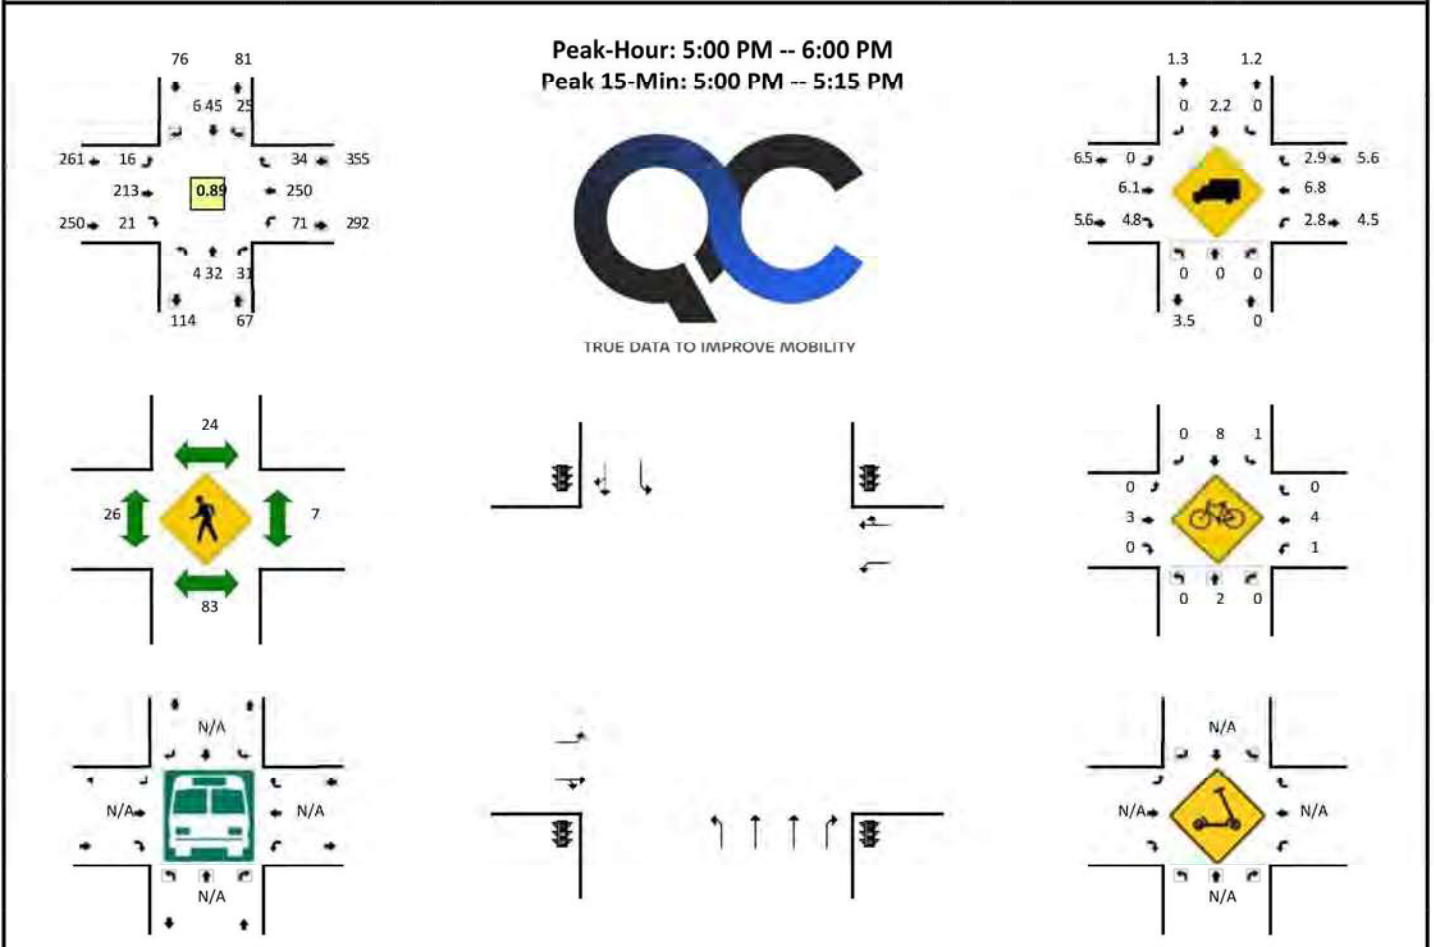 Peak-Hour: 5:00 PM -- 6:00 PM
Peak 15-Min: 5:00 PM -- 5:15 PM
76 81
6 45 25
261 16 34 355
213 0.89 250
250 21 71 292
4 32 31
114 67
QC
TRUE DATA TO IMPROVE MOBILITY
1.3 1.2
0 2.2 0
6.5 0 2.9 5.6
6.1 6.8
5.6 4.8 2.8 4.5
0 0 0
3.5 0
24
26 7
83
0 8 1
0 0
3 4
0 1
0 2 0
N/A
N/A N/A
N/A
N/A
N/A N/A
N/A